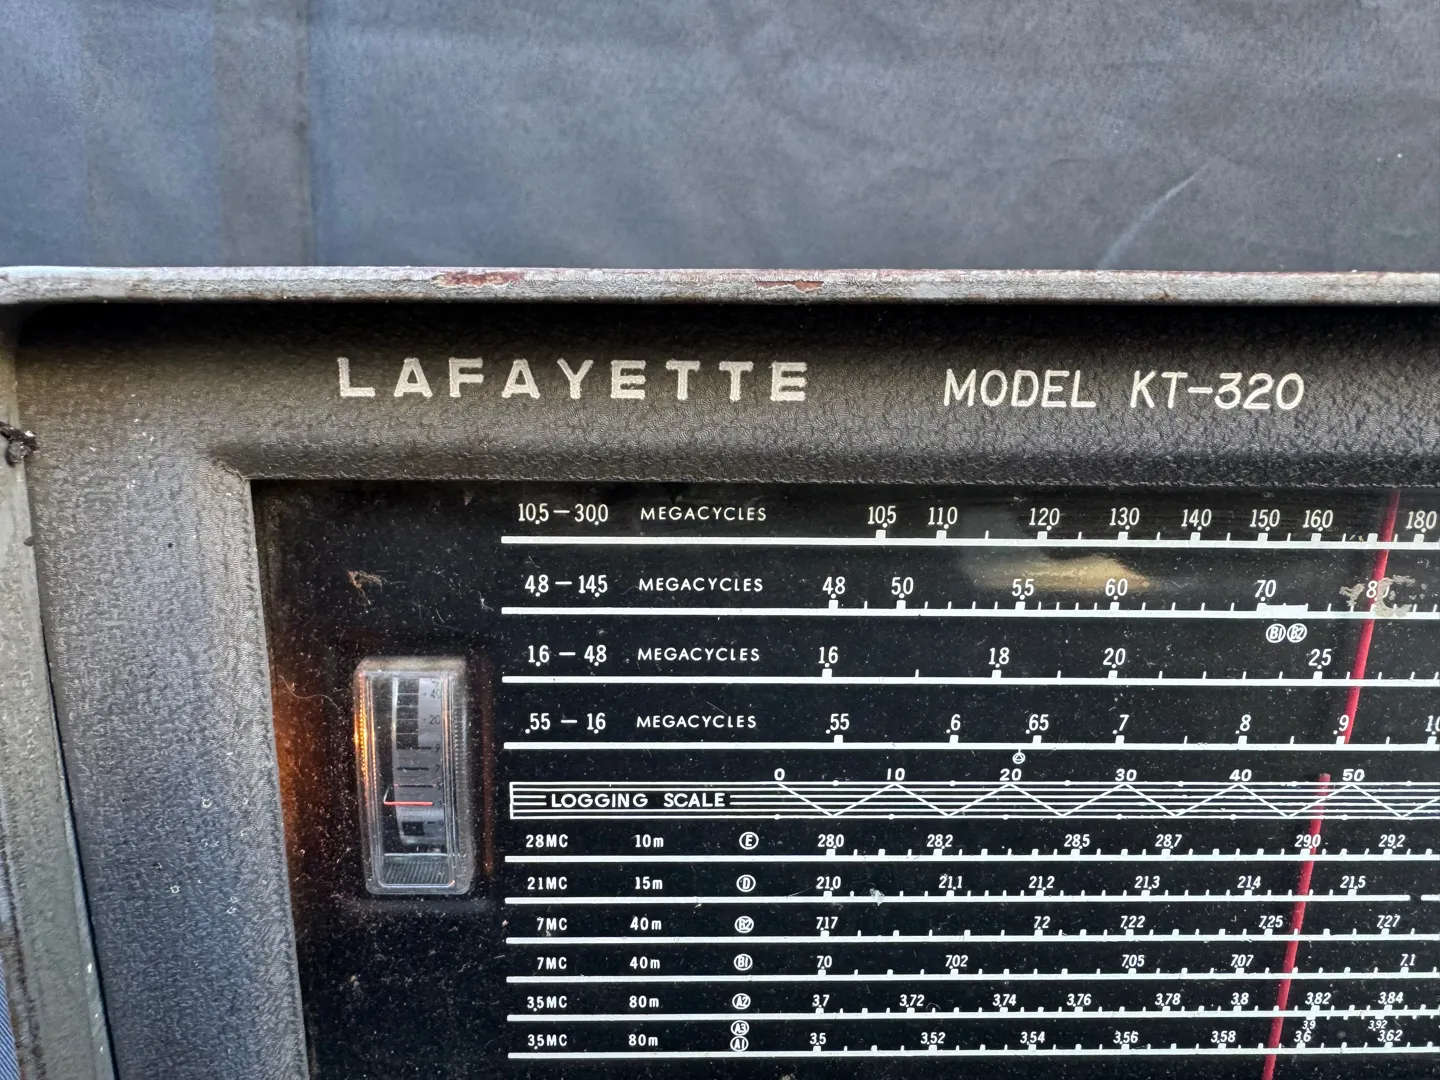 LAFAYETTE MODEL KT-320
10.5 — 30.0 MEGACYCLES 10.5 11.0 12.0 13.0 14.0 15.0 16.0 18.0
4.8 — 14.5 MEGACYCLES 4.8 5.0 5.5 6.0 7.0
B1 B2
1.6 — 4.8 MEGACYCLES 1.6 1.8 2.0 2.5
.55 — 1.6 MEGACYCLES .55 .6 .65 .7 .8 .9
0 10 20 30 40 50
LOGGING SCALE
28MC 10m E 28.0 28.2 28.5 28.7 29.0 29.2
21MC 15m D 21.0 21.1 21.2 21.3 21.4 21.5
7MC 40m B2 7.17 7.2 7.22 7.25 7.27
7MC 40m B1 7.0 7.02 7.05 7.07 7.1
3.5MC 80m A2 3.7 3.72 3.74 3.76 3.78 3.8 3.82 3.84
A3 3.9 3.92
3.5MC 80m A1 3.5 3.52 3.54 3.56 3.58 3.6 3.62